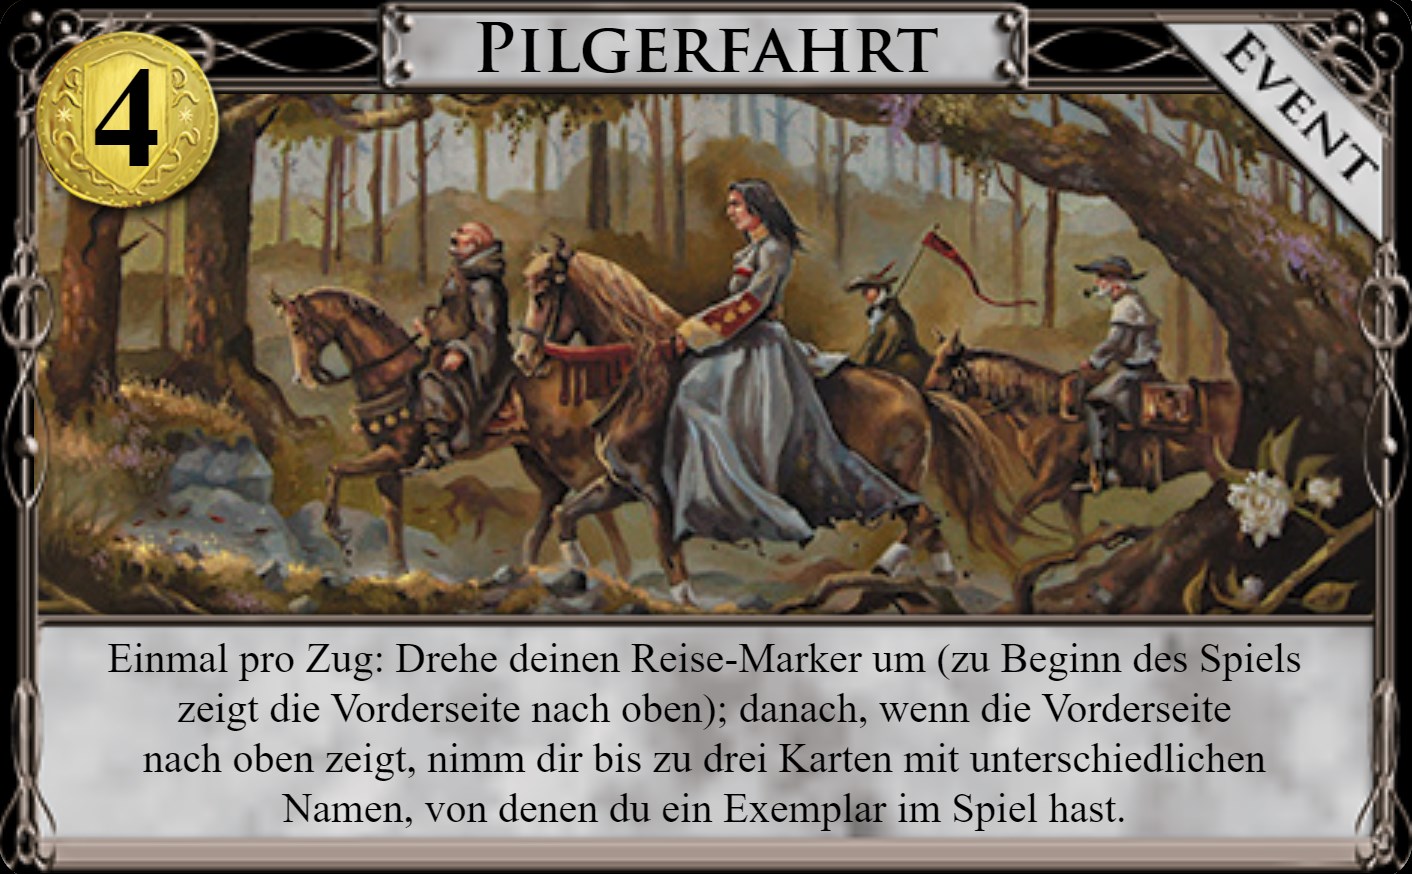 PILGERFAHRT
EVENT
4
Einmal pro Zug: Drehe deinen Reise-Marker um (zu Beginn des Spiels
zeigt die Vorderseite nach oben); danach, wenn die Vorderseite
nach oben zeigt, nimm dir bis zu drei Karten mit unterschiedlichen
Namen, von denen du ein Exemplar im Spiel hast.